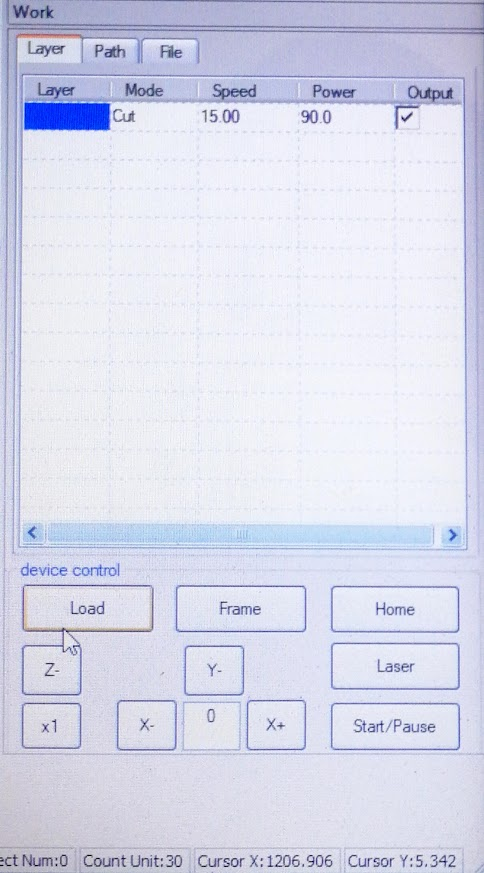 Work
Layer Path File
Layer Mode Speed Power Output
Cut 15.00 90.0
device control
Load Frame Home
Z- Y- Laser
x1 X- 0 X+ Start/Pause
ect Num:0 Count Unit:30 Cursor X:1206.906 Cursor Y:5.342